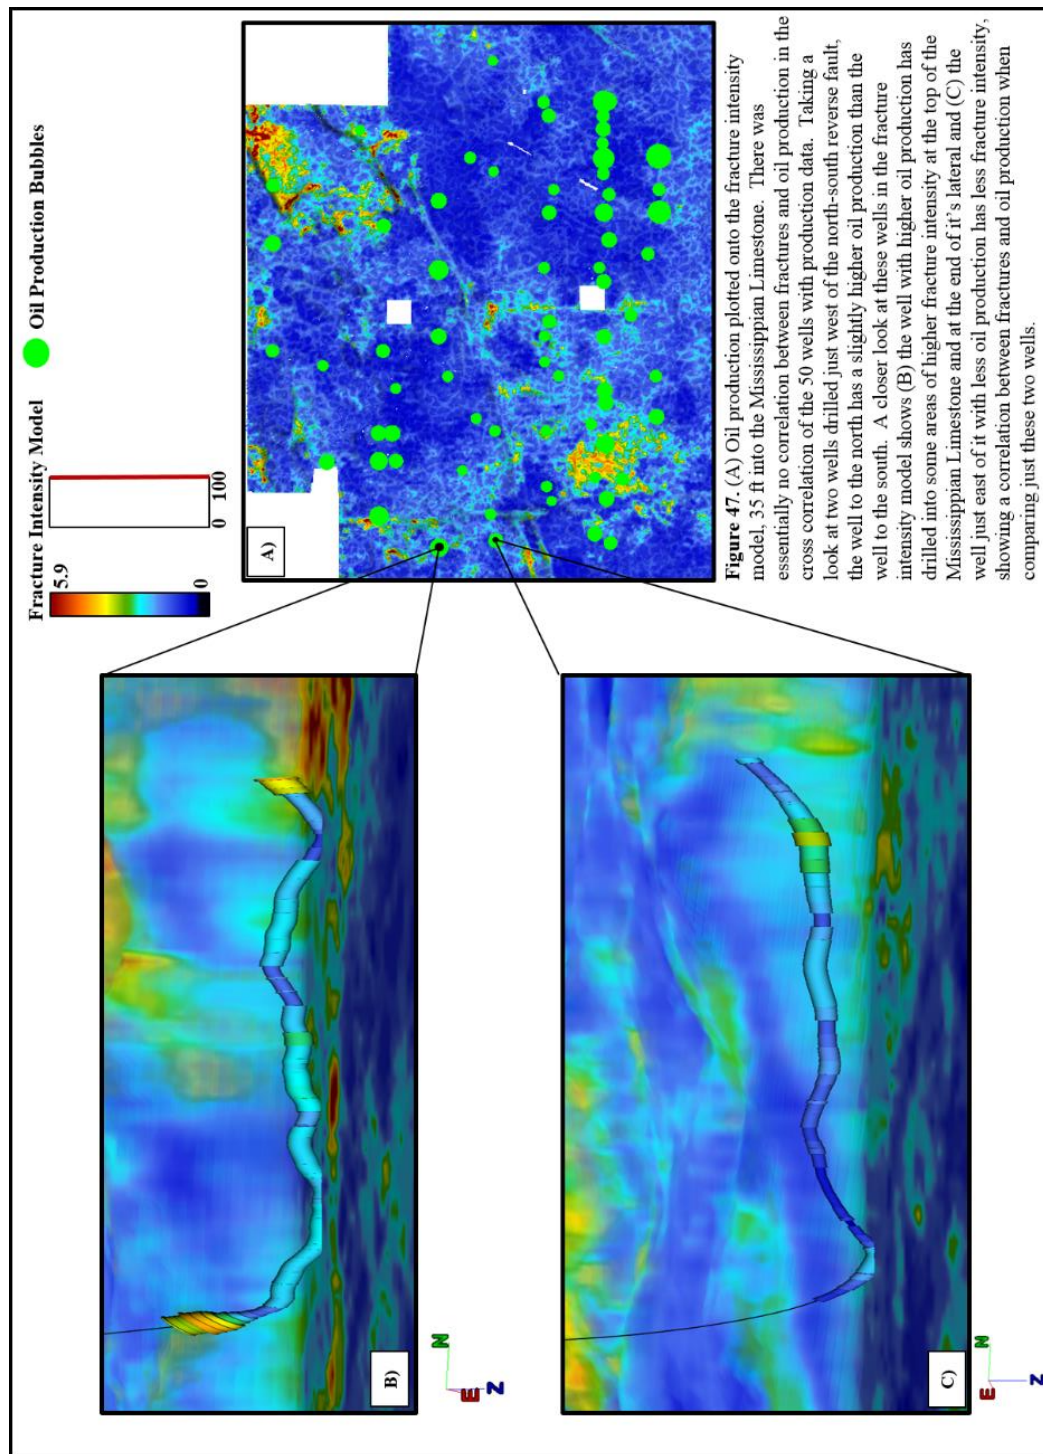 Fracture Intensity Model
Oil Production Bubbles
5.9
0
0
100
A)
B)
C)
N
E
Z
N
E
Z
Figure 47. (A) Oil production plotted onto the fracture intensity
model, 35 ft into the Mississippian Limestone. There was
essentially no correlation between fractures and oil production in the
cross correlation of the 50 wells with production data. Taking a
look at two wells drilled just west of the north-south reverse fault,
the well to the north has a slightly higher oil production than the
well to the south. A closer look at these wells in the fracture
intensity model shows (B) the well with higher oil production has
drilled into some areas of higher fracture intensity at the top of the
Mississippian Limestone and at the end of it's lateral and (C) the
well just east of it with less oil production has less fracture intensity,
showing a correlation between fractures and oil production when
comparing just these two wells.